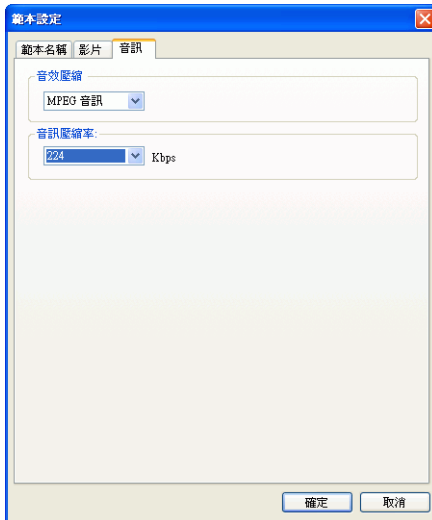 範本設定
範本名稱 影片 音訊
音效壓縮
MPEG 音訊
音訊壓縮率:
224 Kbps
確定 取消